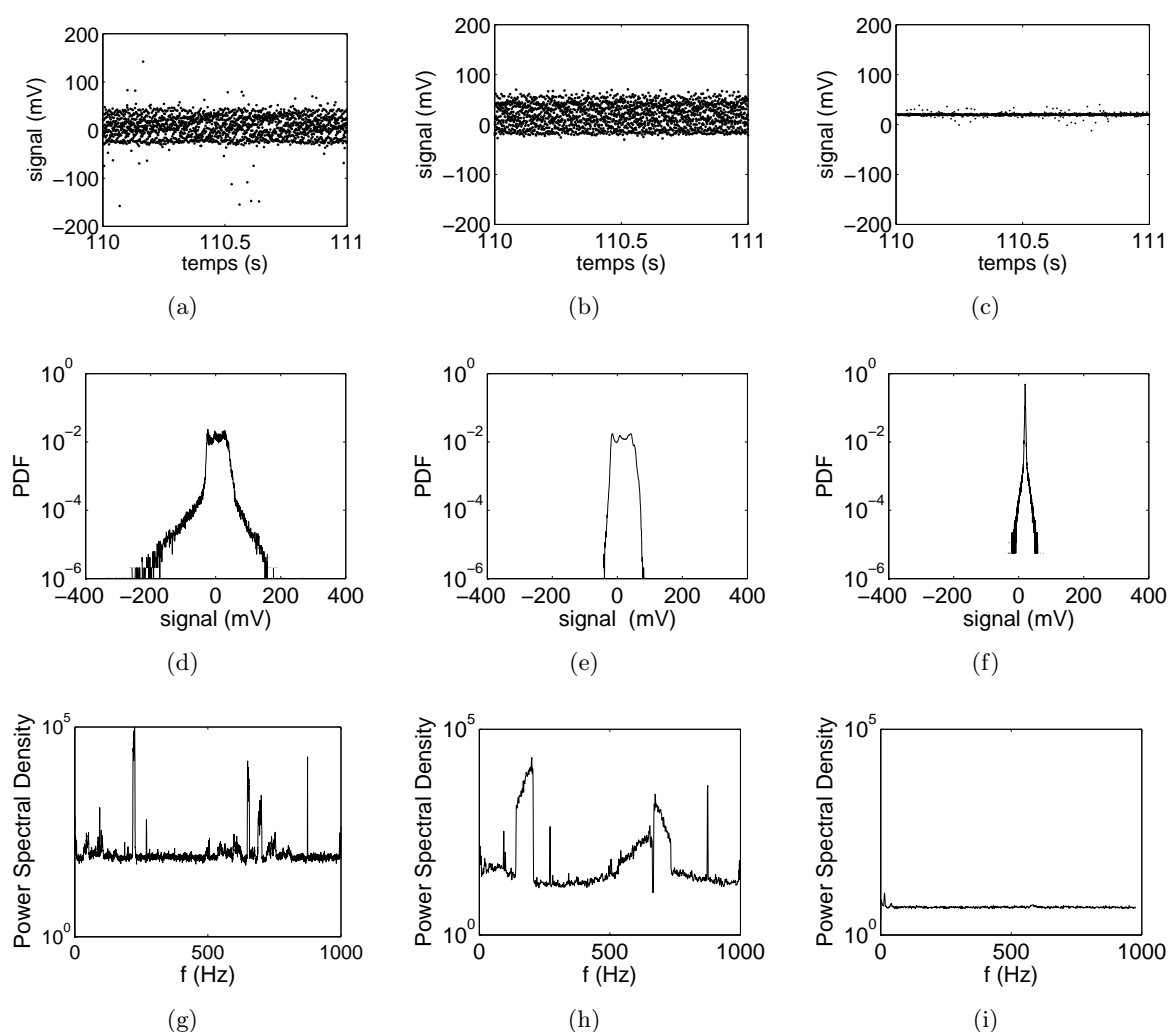 200
100
0
−100
−200
signal (mV)
110
110.5
111
temps (s)
(a)
200
100
0
−100
−200
signal (mV)
110
110.5
111
temps (s)
(b)
200
100
0
−100
−200
signal (mV)
110
110.5
111
temps (s)
(c)
10^0
10^−2
10^−4
10^−6
PDF
−400
−200
0
200
400
signal (mV)
(d)
10^0
10^−2
10^−4
10^−6
PDF
−400
−200
0
200
400
signal (mV)
(e)
10^0
10^−2
10^−4
10^−6
PDF
−400
−200
0
200
400
signal (mV)
(f)
10^5
10^0
Power Spectral Density
0
500
1000
f (Hz)
(g)
10^5
10^0
Power Spectral Density
0
500
1000
f (Hz)
(h)
10^5
10^0
Power Spectral Density
0
500
1000
f (Hz)
(i)